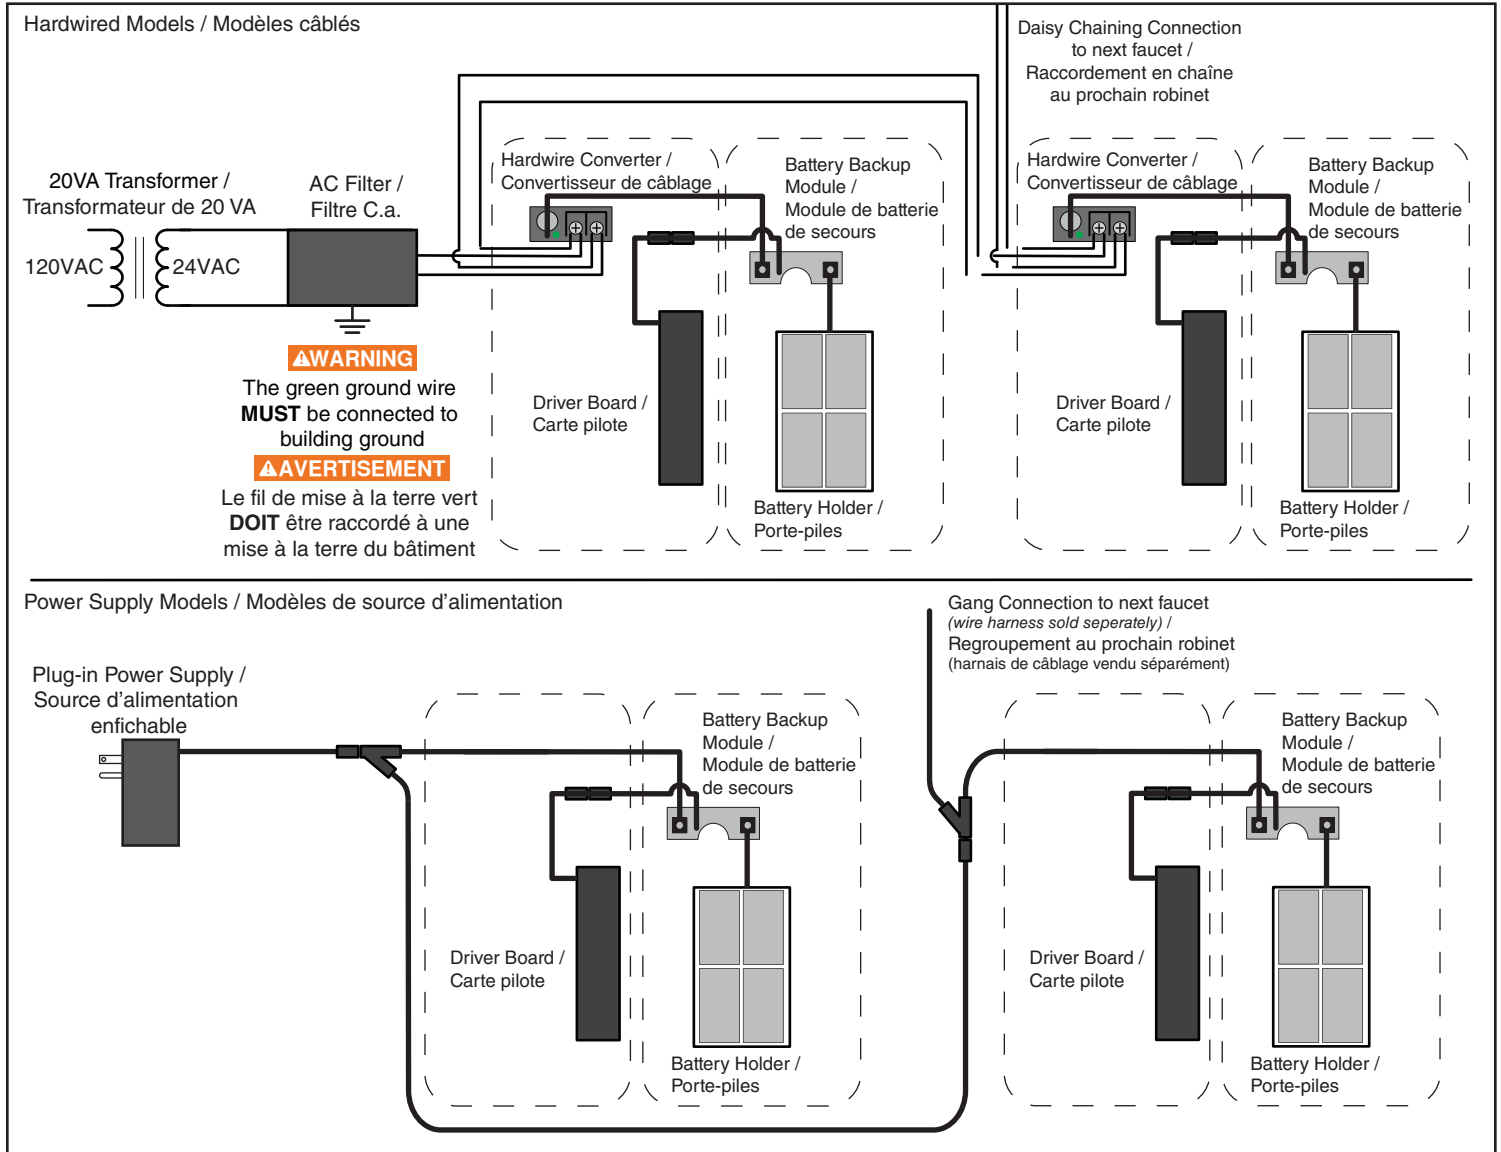 Hardwired Models / Modèles câblés
Daisy Chaining Connection
to next faucet /
Raccordement en chaîne
au prochain robinet
20VA Transformer /
Transformateur de 20 VA
120VAC
24VAC
AC Filter /
Filtre C.a.
WARNING
The green ground wire
MUST be connected to
building ground
AVERTISEMENT
Le fil de mise à la terre vert
DOIT être raccordé à une
mise à la terre du bâtiment
Hardwire Converter /
Convertisseur de câblage
Battery Backup
Module /
Module de batterie
de secours
Driver Board /
Carte pilote
Battery Holder /
Porte-piles
Hardwire Converter /
Convertisseur de câblage
Battery Backup
Module /
Module de batterie
de secours
Driver Board /
Carte pilote
Battery Holder /
Porte-piles
Power Supply Models / Modèles de source d'alimentation
Gang Connection to next faucet
(wire harness sold seperately) /
Regroupement au prochain robinet
(harnais de câblage vendu séparément)
Plug-in Power Supply /
Source d'alimentation
enfichable
Battery Backup
Module /
Module de batterie
de secours
Driver Board /
Carte pilote
Battery Holder /
Porte-piles
Battery Backup
Module /
Module de batterie
de secours
Driver Board /
Carte pilote
Battery Holder /
Porte-piles